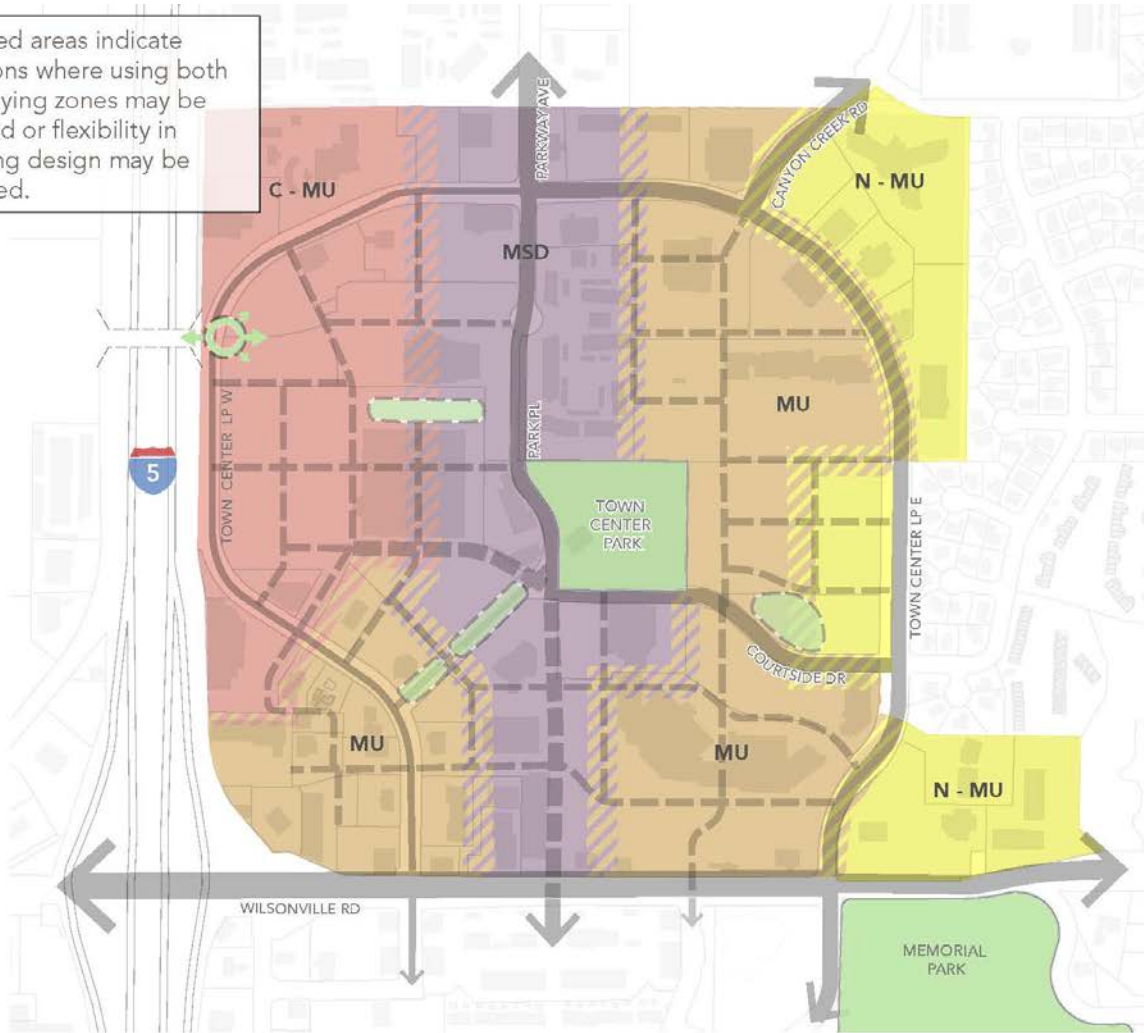 ed areas indicate
ons where using both
ying zones may be
d or flexibility in
ng design may be
ed.
C - MU
PARKWAY AVE
CANYON CREEK RD
N - MU
MSD
TOWN CENTER LP W
PARK PL
MU
5
TOWN
CENTER
PARK
TOWN CENTER LP E
COURTSIDE DR
MU
MU
N - MU
WILSONVILLE RD
MEMORIAL
PARK